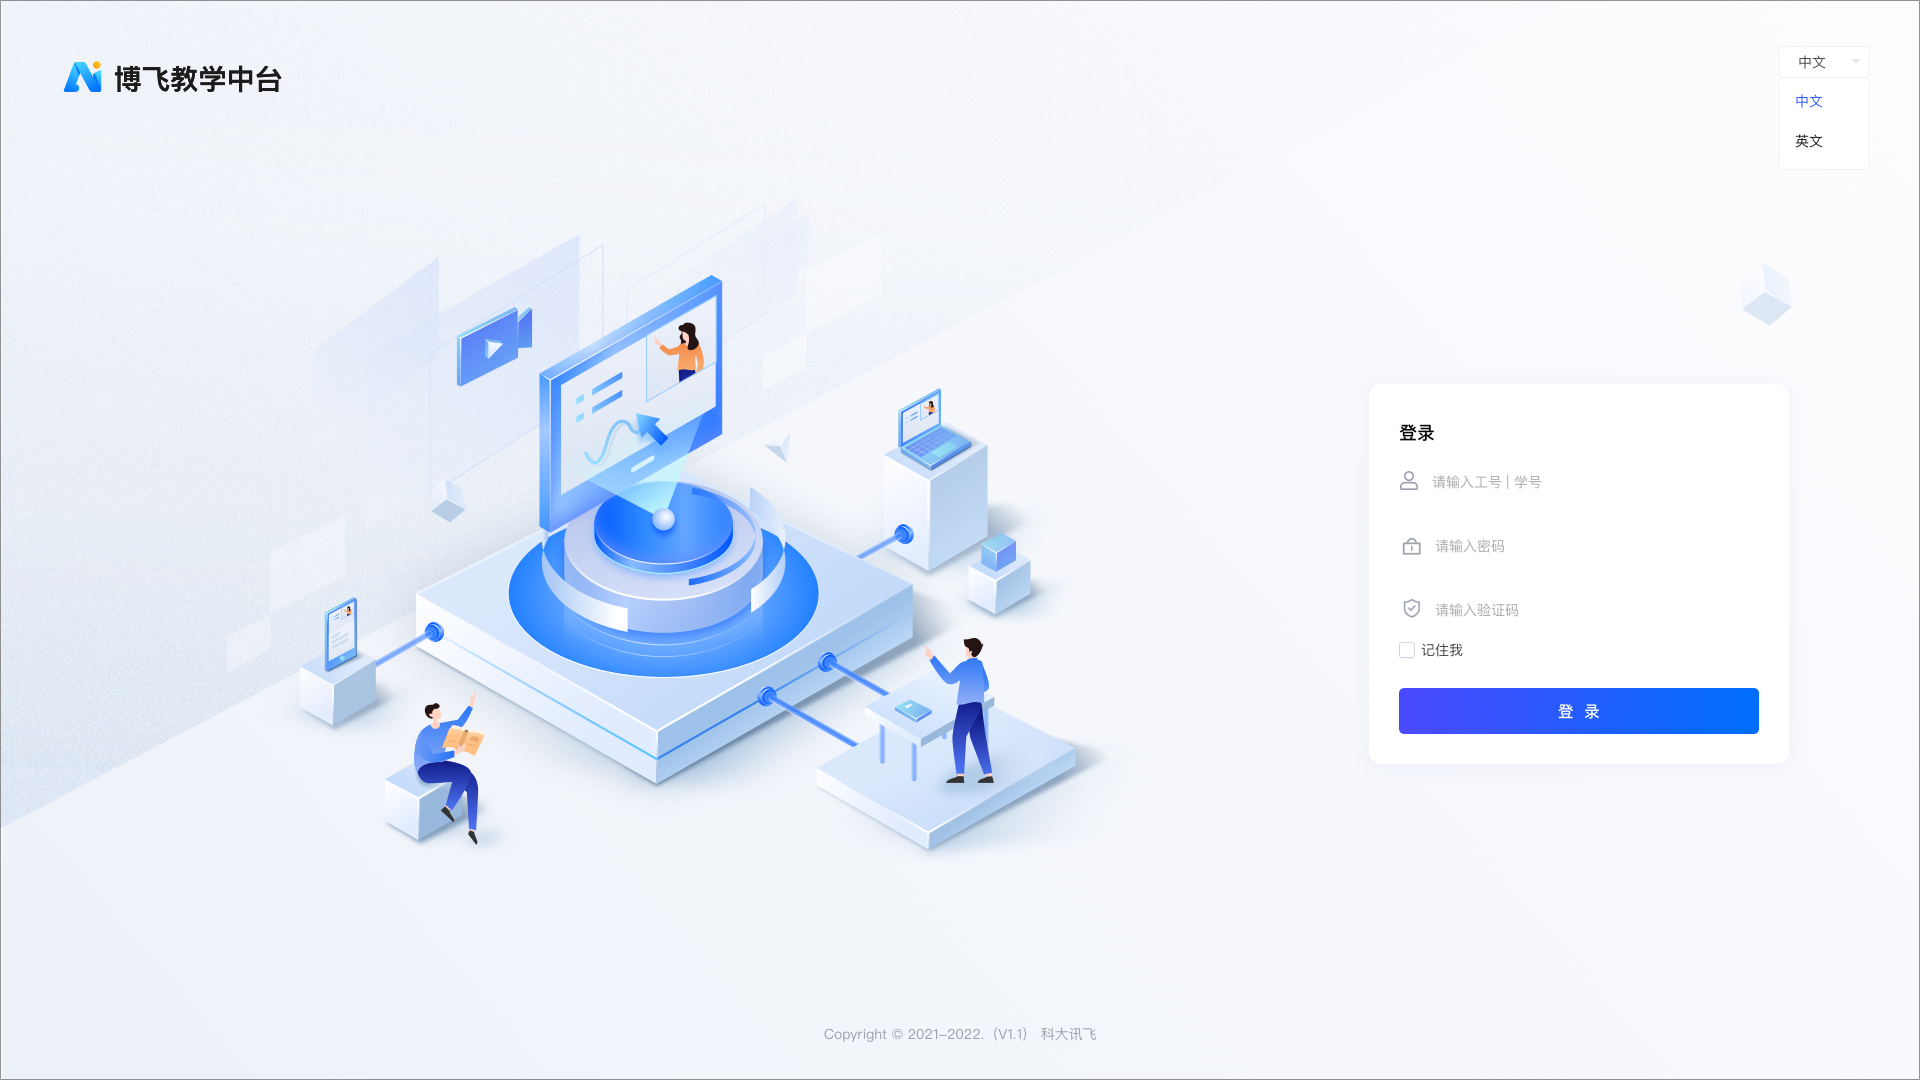 博飞教学中台
中文
中文
英文
登录
请输入工号 | 学号
请输入密码
请输入验证码
记住我
登 录
Copyright © 2021-2022.（V1.1） 科大讯飞